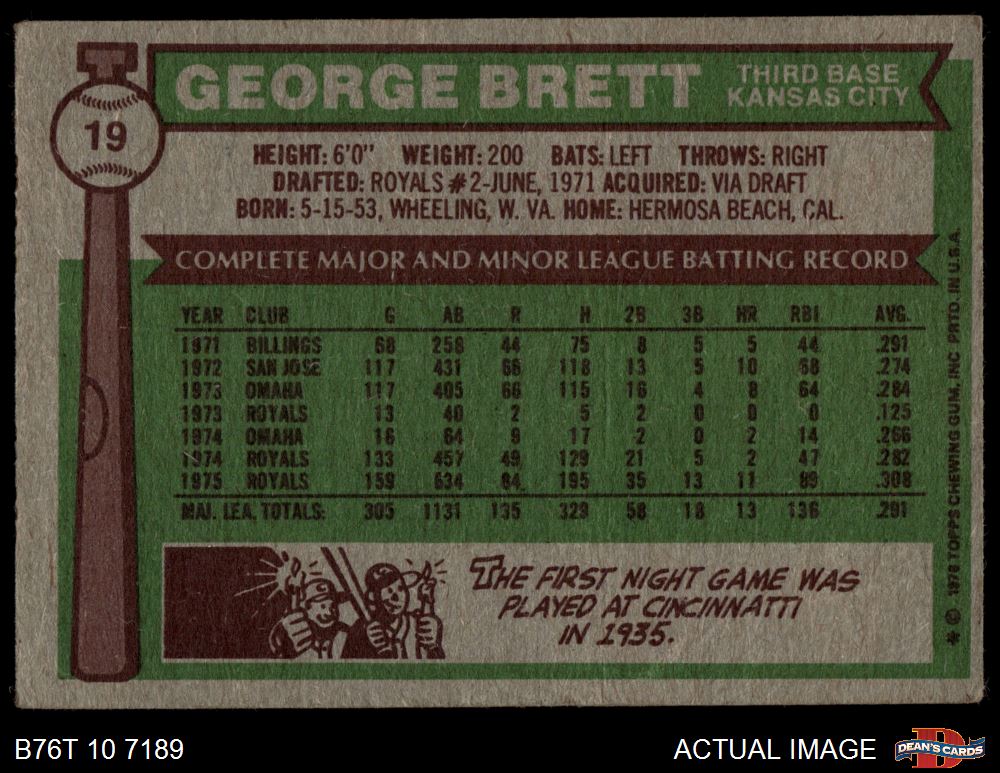 19
GEORGE BRETT
THIRD BASE
KANSAS CITY
HEIGHT: 6'0" WEIGHT: 200 BATS: LEFT THROWS: RIGHT
DRAFTED: ROYALS #2-JUNE, 1971 ACQUIRED: VIA DRAFT
BORN: 5-15-53, WHEELING, W. VA. HOME: HERMOSA BEACH, CAL.
COMPLETE MAJOR AND MINOR LEAGUE BATTING RECORD
YEAR CLUB G AB R H 2B 3B HR RBI AVG.
1971 BILLINGS 68 258 44 75 8 5 5 44 .291
1972 SAN JOSE 117 431 66 118 13 5 10 68 .274
1973 OMAHA 117 405 66 115 16 4 8 64 .284
1973 ROYALS 13 40 2 5 2 0 0 0 .125
1974 OMAHA 16 64 9 17 2 0 2 14 .266
1974 ROYALS 133 457 49 129 21 5 2 47 .282
1975 ROYALS 159 634 84 195 35 13 11 89 .308
MAJ. LEA. TOTALS: 305 1131 135 329 58 18 13 136 .291
THE FIRST NIGHT GAME WAS
PLAYED AT CINCINNATTI
IN 1935.
* © 1976 TOPPS CHEWING GUM, INC PRTD. IN U.S.A.
B76T 10 7189
ACTUAL IMAGE
DEAN'S CARDS